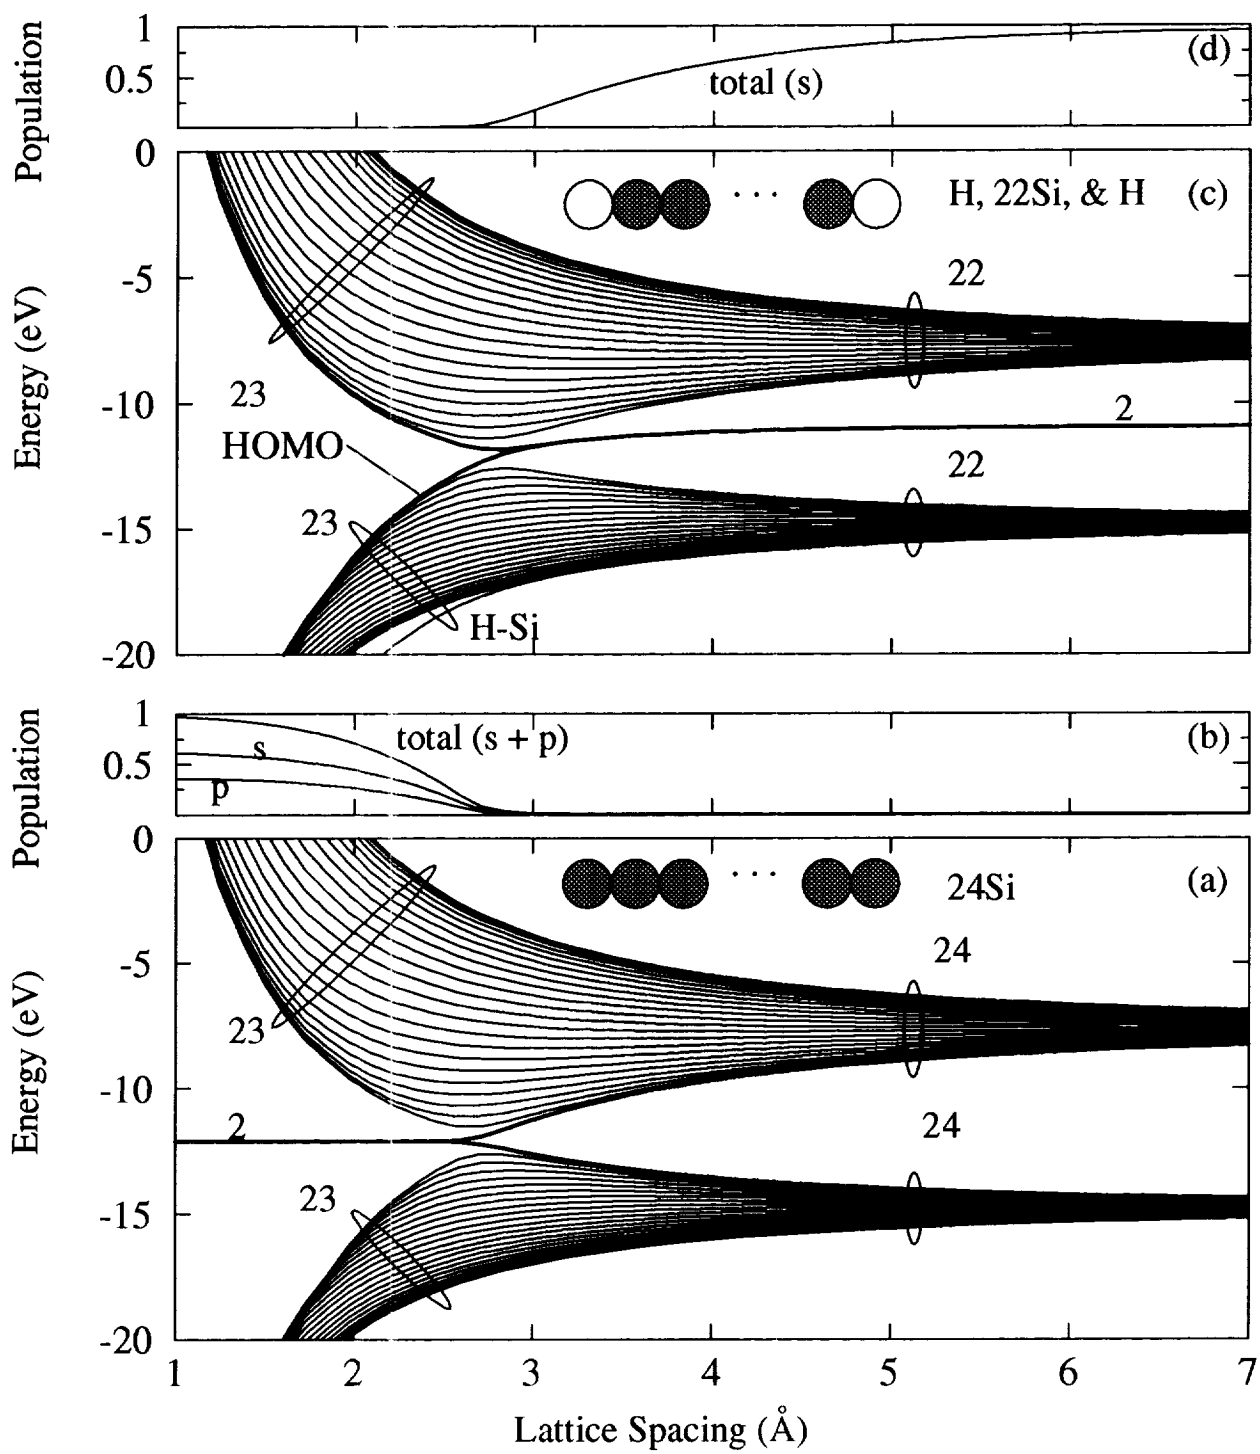 Population
1
0.5
total (s)
(d)
0
-5
-10
-15
-20
Energy (eV)
H, 22Si, & H
(c)
. . .
22
23
2
HOMO
22
23
H-Si
Population
1
0.5
total (s + p)
s
p
(b)
0
-5
-10
-15
-20
Energy (eV)
. . .
24Si
(a)
24
23
2
24
23
1 2 3 4 5 6 7
Lattice Spacing (Å)